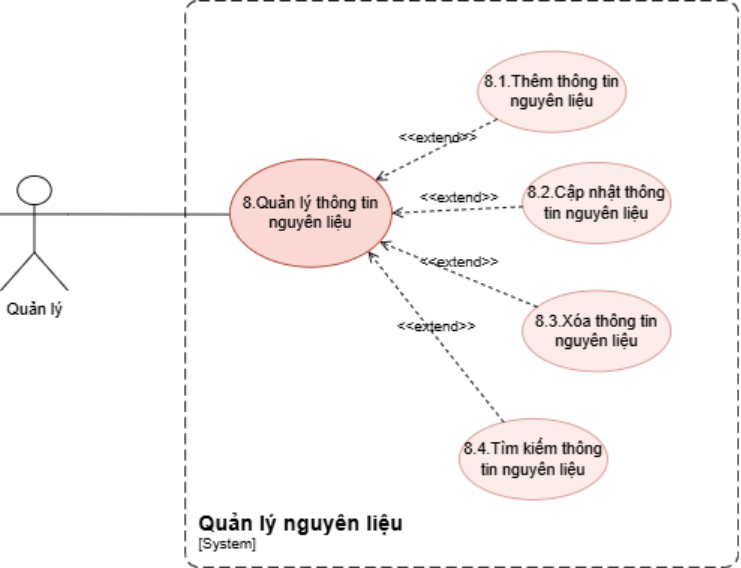 8.1.Thêm thông tin
nguyên liệu
<<extend>>
8.Quản lý thông tin
nguyên liệu
<<extend>>
8.2.Cập nhật thông
tin nguyên liệu
<<extend>>
8.3.Xóa thông tin
nguyên liệu
Quản lý
<<extend>>
8.4.Tìm kiếm thông
tin nguyên liệu
Quản lý nguyên liệu
[System]